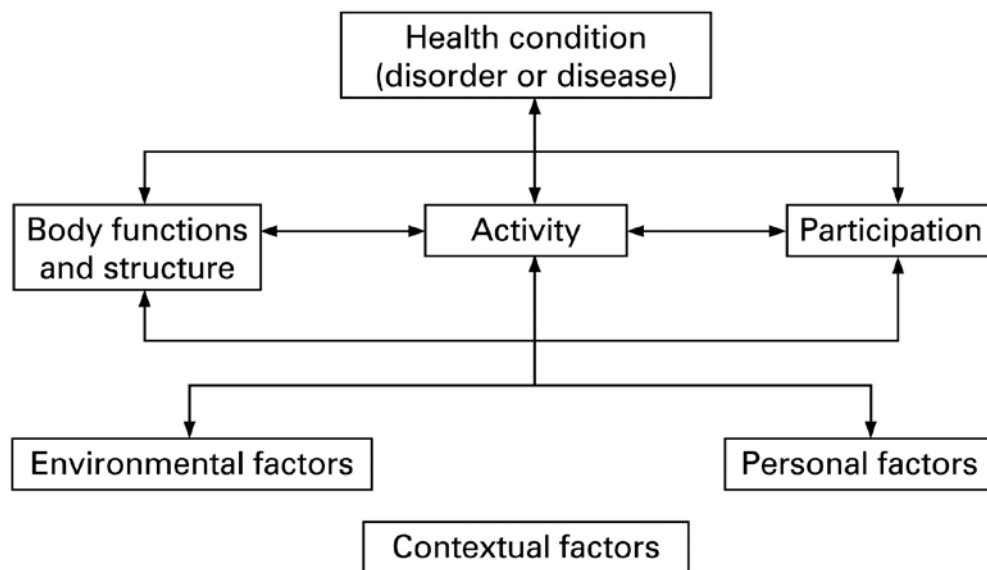 Health condition
(disorder or disease)
Body functions
and structure
Activity
Participation
Environmental factors
Personal factors
Contextual factors